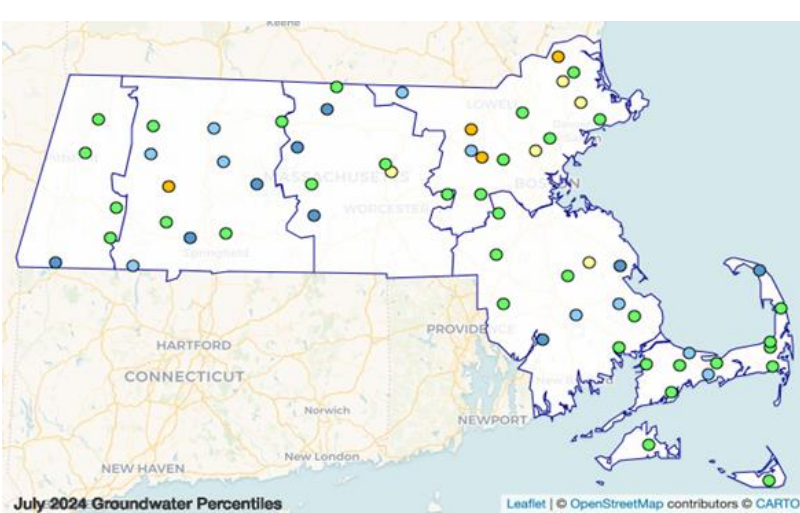 Keene
LOWELL
MASSACHUSETTS
BOSTON
WORCESTER
Springfield
PROVIDENCE
HARTFORD
CONNECTICUT
Norwich
NEWPORT
New London
NEW HAVEN
July 2024 Groundwater Percentiles
Leaflet | © OpenStreetMap contributors © CARTO